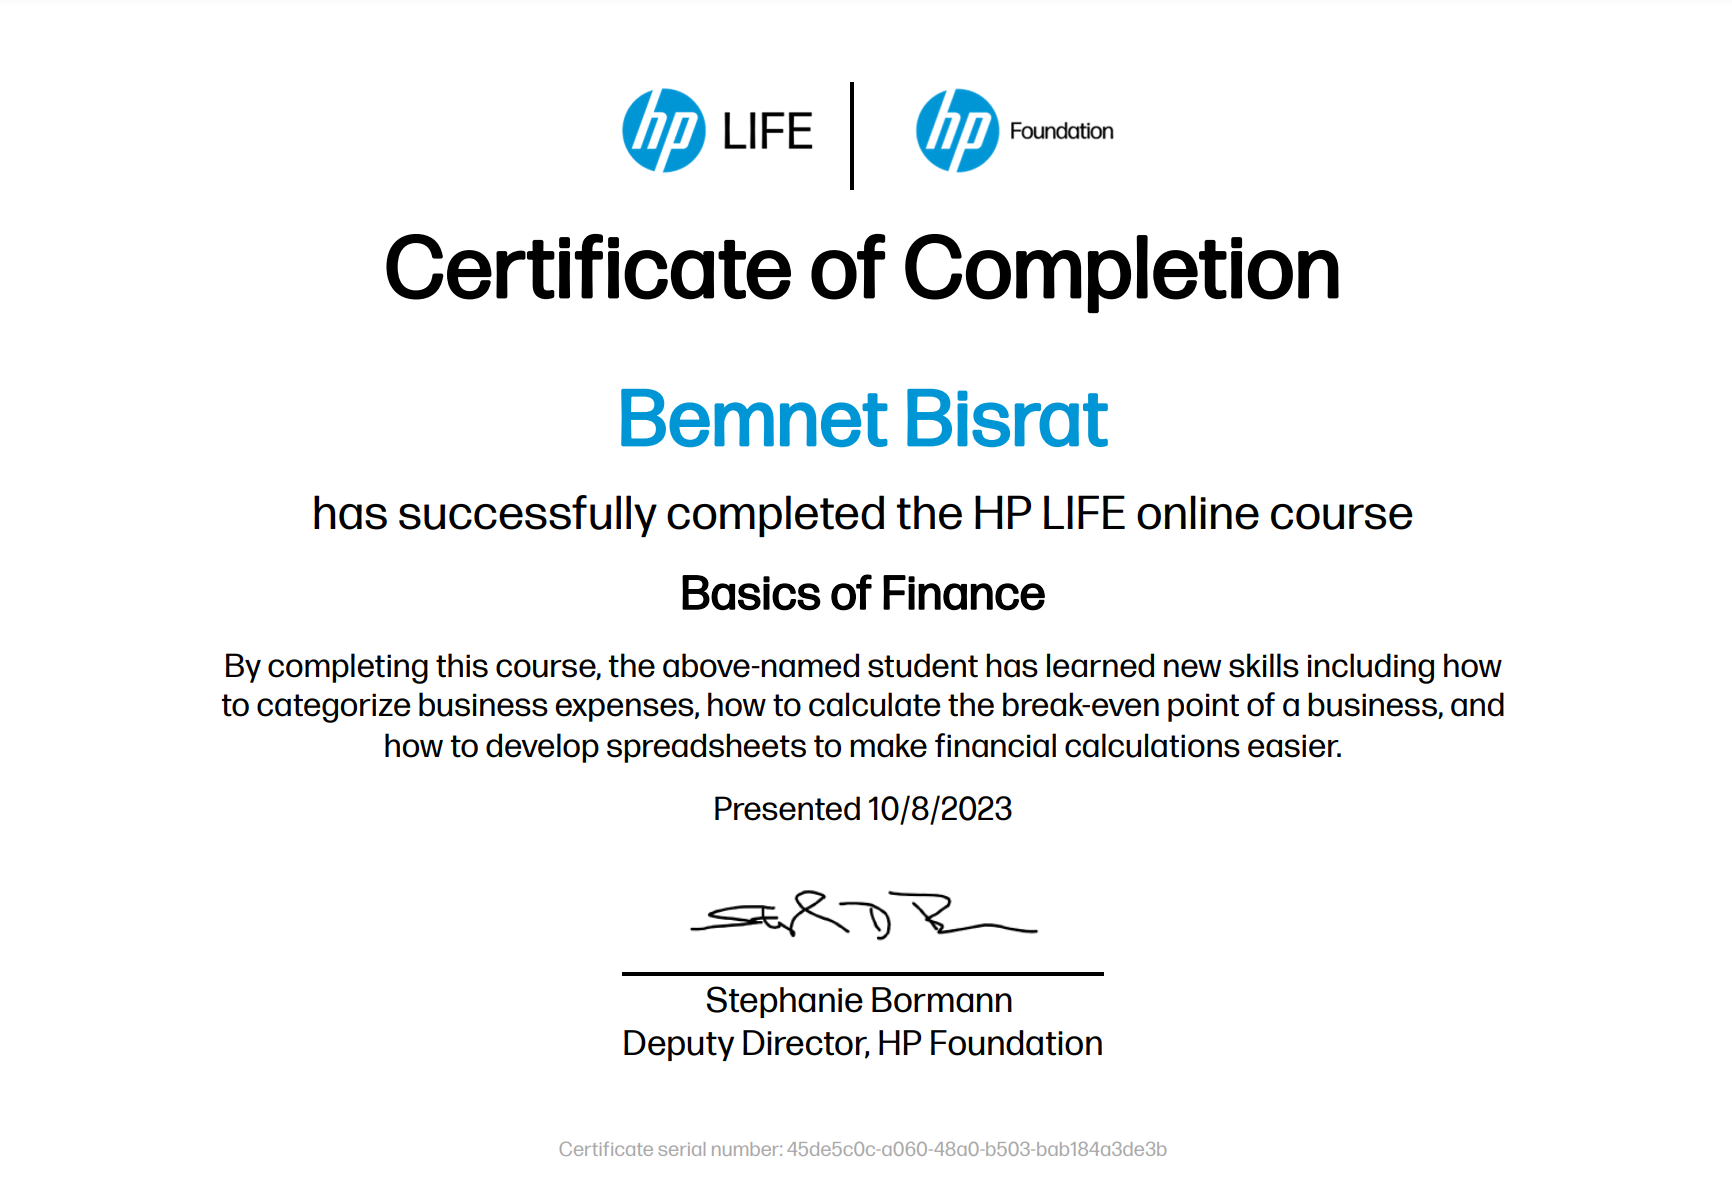 hp LIFE
hp Foundation
Certificate of Completion
Bemnet Bisrat
has successfully completed the HP LIFE online course
Basics of Finance
By completing this course, the above-named student has learned new skills including how
to categorize business expenses, how to calculate the break-even point of a business, and
how to develop spreadsheets to make financial calculations easier.
Presented 10/8/2023
Stephanie Bormann
Deputy Director, HP Foundation
Certificate serial number: 45de5c0c-a060-48a0-b503-bab184a3de3b